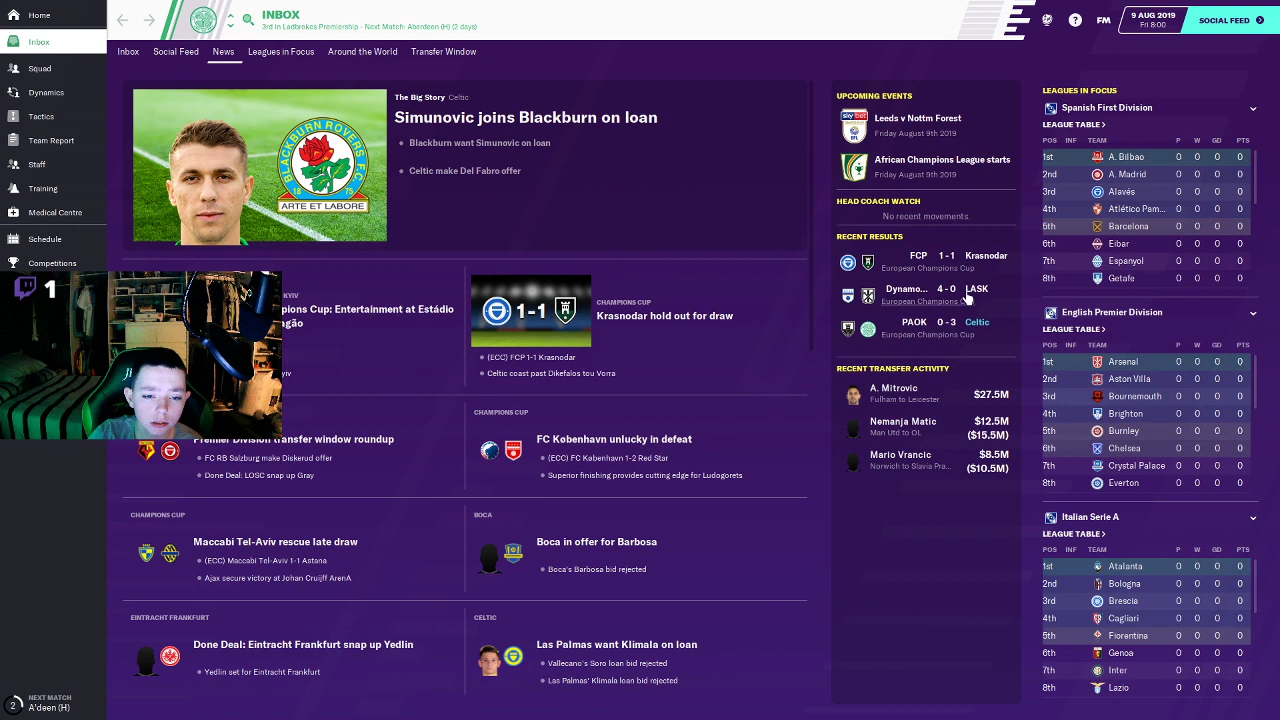 INBOX
3rd in Ladbrokes Premiership - Next Match: Aberdeen (H) (2 days)
FM
9 AUG 2019
Fri 8:00
SOCIAL FEED
Inbox
Squad
Dynamics
Tactics
Team Report
Staff
Training
Medical Centre
Schedule
Competitions
1
2
NEXT MATCH
A'deen (H)
Inbox Social Feed News Leagues in Focus Around the World Transfer Window
BLACKBURN ROVERS F.C.
18 75
ARTE ET LABORE
The Big Story Celtic
Simunovic joins Blackburn on loan
Blackburn want Simunovic on loan
Celtic make Del Fabro offer
KYIV
pions Cup: Entertainment at Estádio
agão
yiv
1-1
CHAMPIONS CUP
Krasnodar hold out for draw
(ECC) FCP 1-1 Krasnodar
Celtic coast past Dikefalos tou Vorra
Premier Division transfer window roundup
FC RB Salzburg make Diskerud offer
Done Deal: LOSC snap up Gray
CHAMPIONS CUP
FC København unlucky in defeat
(ECC) FC København 1-2 Red Star
Superior finishing provides cutting edge for Ludogorets
CHAMPIONS CUP
Maccabi Tel-Aviv rescue late draw
(ECC) Maccabi Tel-Aviv 1-1 Astana
Ajax secure victory at Johan Cruijff ArenA
BOCA
Boca in offer for Barbosa
Boca's Barbosa bid rejected
EINTRACHT FRANKFURT
Done Deal: Eintracht Frankfurt snap up Yedlin
Yedlin set for Eintracht Frankfurt
CELTIC
Las Palmas want Klimala on loan
Vallecano's Soro loan bid rejected
Las Palmas' Klimala loan bid rejected
UPCOMING EVENTS
sky bet
EFL
Leeds v Nottm Forest
Friday August 9th 2019
African Champions League starts
Friday August 9th 2019
HEAD COACH WATCH
No recent movements.
RECENT RESULTS
FCP 1 - 1 Krasnodar
European Champions Cup
Dynamo... 4 - 0 LASK
European Champions C
PAOK 0 - 3 Celtic
European Champions Cup
RECENT TRANSFER ACTIVITY
A. Mitrovic
Fulham to Leicester
$27.5M
Nemanja Matic
Man Utd to OL
$12.5M
($15.5M)
Mario Vrancic
Norwich to Slavia Pra...
$8.5M
($10.5M)
LEAGUES IN FOCUS
Spanish First Division
LEAGUE TABLE
POS INF TEAM P W GD PTS
1st A. Bilbao 0 0 0 0
2nd A. Madrid 0 0 0 0
3rd Alavés 0 0 0 0
4th Atlético Pam... 0 0 0 0
5th Barcelona 0 0 0 0
6th Eibar 0 0 0 0
7th Espanyol 0 0 0 0
8th Getafe 0 0 0 0
English Premier Division
LEAGUE TABLE
POS INF TEAM P W GD PTS
1st Arsenal 0 0 0 0
2nd Aston Villa 0 0 0 0
3rd Bournemouth 0 0 0 0
4th Brighton 0 0 0 0
5th Burnley 0 0 0 0
6th Chelsea 0 0 0 0
7th Crystal Palace 0 0 0 0
8th Everton 0 0 0 0
Italian Serie A
LEAGUE TABLE
POS INF TEAM P W GD PTS
1st Atalanta 0 0 0 0
2nd Bologna 0 0 0 0
3rd Brescia 0 0 0 0
4th Cagliari 0 0 0 0
5th Fiorentina 0 0 0 0
6th Genoa 0 0 0 0
7th Inter 0 0 0 0
8th Lazio 0 0 0 0